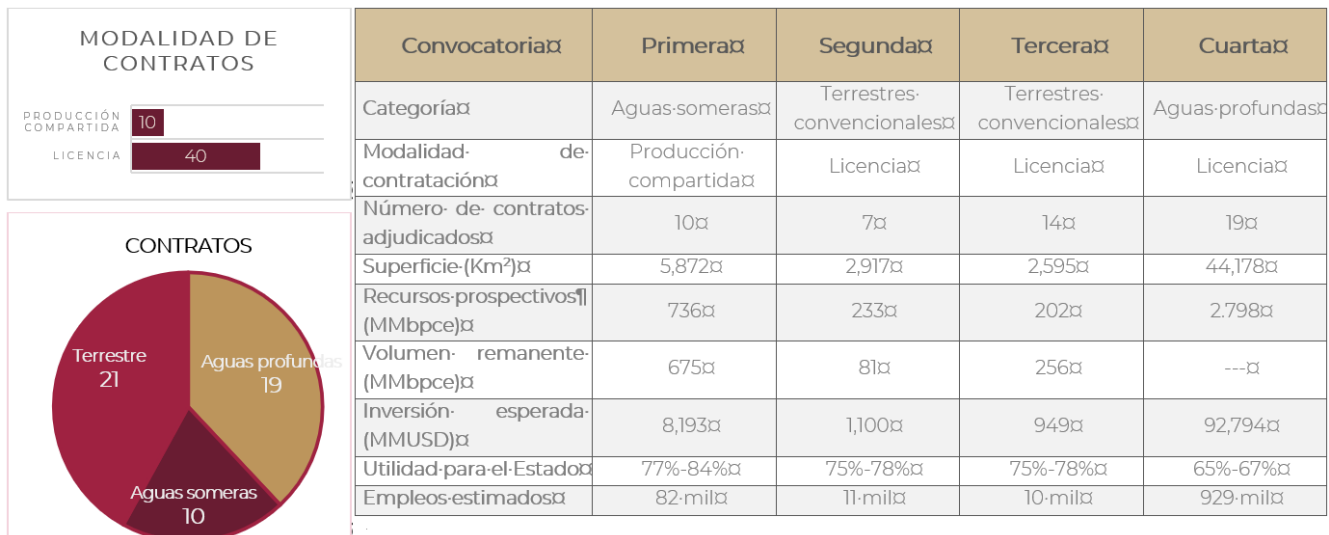 MODALIDAD DE
CONTRATOS
PRODUCCIÓN
COMPARTIDA
10
LICENCIA
40
CONTRATOS
Terrestre
21
Aguas profundas
19
Aguas someras
10
Convocatoria¤ Primera¤ Segunda¤ Tercera¤ Cuarta¤
Categoría¤ Aguas·someras¤ Terrestres· convencionales¤ Terrestres· convencionales¤ Aguas·profundas¤
Modalidad· de· contratación¤ Producción· compartida¤ Licencia¤ Licencia¤ Licencia¤
Número· de· contratos· adjudicados¤ 10¤ 7¤ 14¤ 19¤
Superficie·(Km²)¤ 5,872¤ 2,917¤ 2,595¤ 44,178¤
Recursos·prospectivos¶ (MMbpce)¤ 736¤ 233¤ 202¤ 2.798¤
Volumen· remanente· (MMbpce)¤ 675¤ 81¤ 256¤ ---¤
Inversión· esperada· (MMUSD)¤ 8,193¤ 1,100¤ 949¤ 92,794¤
Utilidad·para·el·Estado¤ 77%-84%¤ 75%-78%¤ 75%-78%¤ 65%-67%¤
Empleos·estimados¤ 82·mil¤ 11·mil¤ 10·mil¤ 929·mil¤